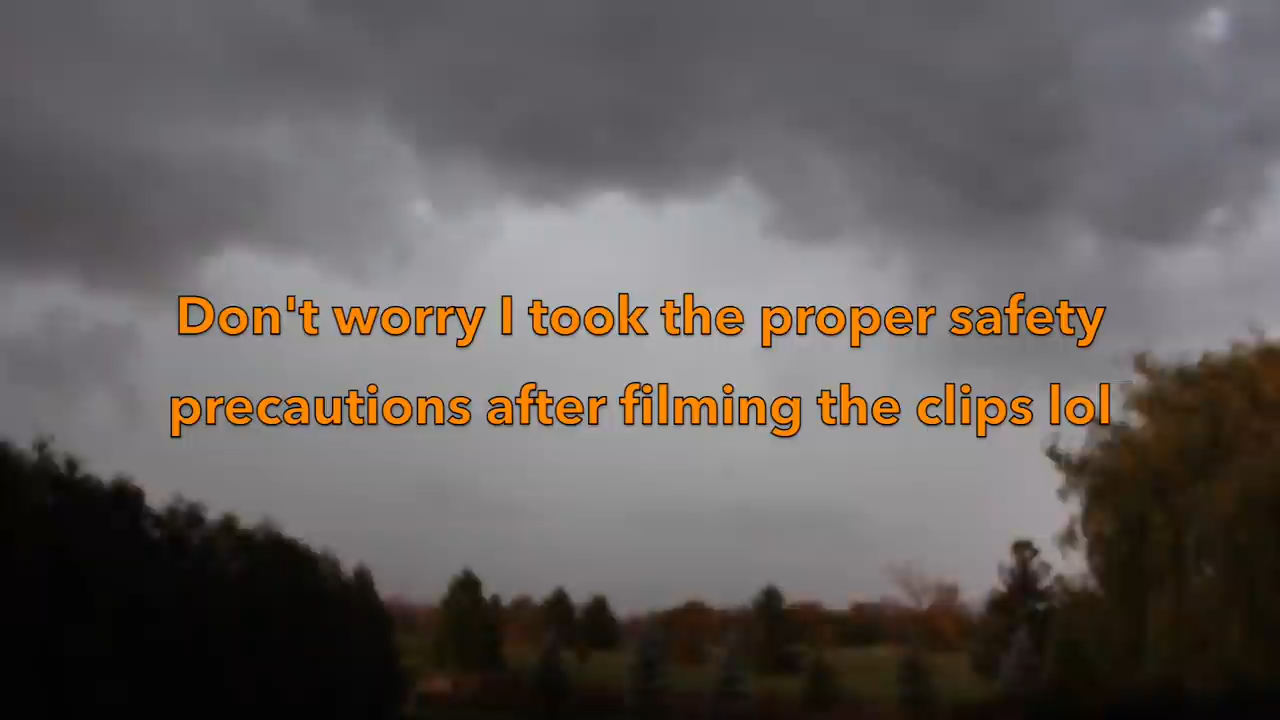 Don't worry I took the proper safety
precautions after filming the clips lol